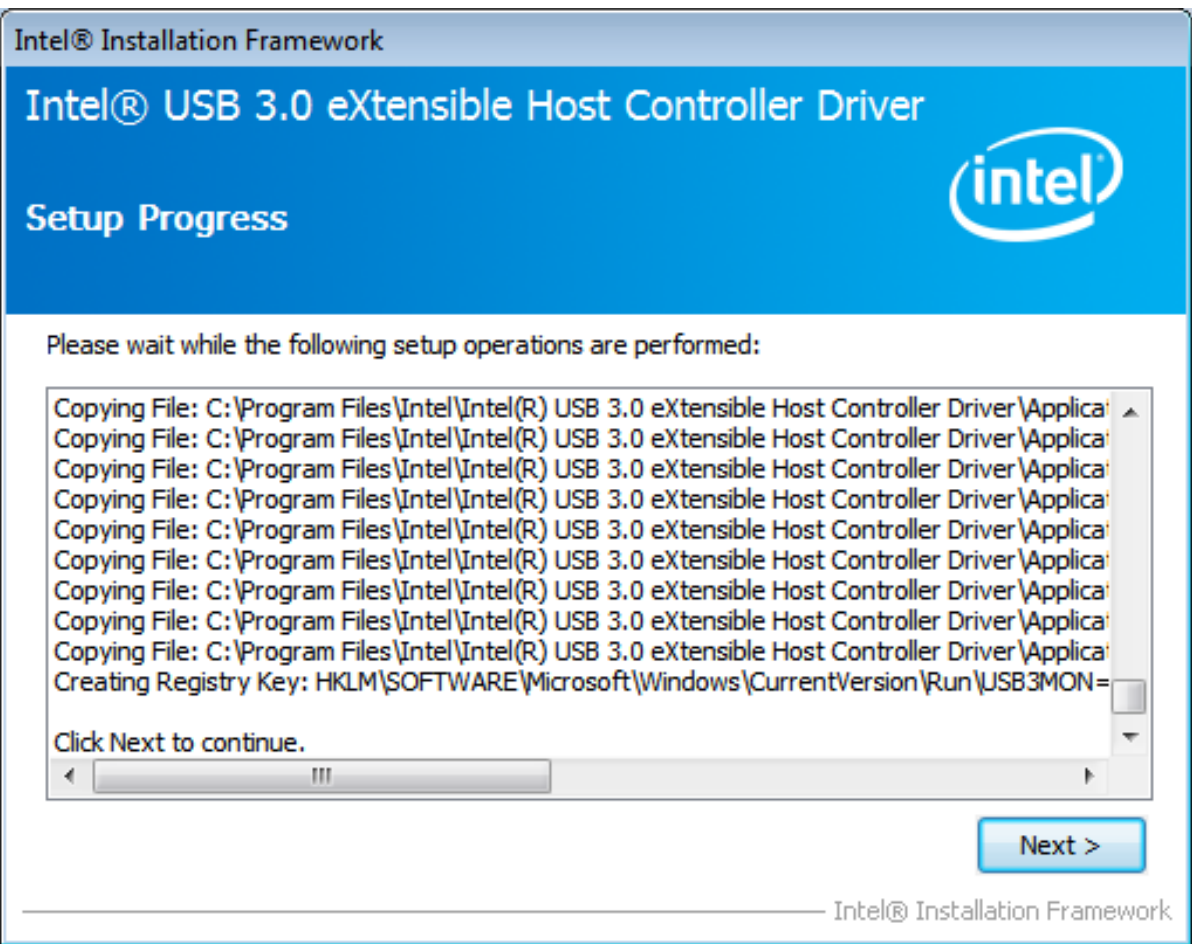 Intel® Installation Framework
Intel® USB 3.0 eXtensible Host Controller Driver
intel
Setup Progress
Please wait while the following setup operations are performed:
Copying File: C:\Program Files\Intel\Intel(R) USB 3.0 eXtensible Host Controller Driver\Applicat
Copying File: C:\Program Files\Intel\Intel(R) USB 3.0 eXtensible Host Controller Driver\Applicat
Copying File: C:\Program Files\Intel\Intel(R) USB 3.0 eXtensible Host Controller Driver\Applicat
Copying File: C:\Program Files\Intel\Intel(R) USB 3.0 eXtensible Host Controller Driver\Applicat
Copying File: C:\Program Files\Intel\Intel(R) USB 3.0 eXtensible Host Controller Driver\Applicat
Copying File: C:\Program Files\Intel\Intel(R) USB 3.0 eXtensible Host Controller Driver\Applicat
Copying File: C:\Program Files\Intel\Intel(R) USB 3.0 eXtensible Host Controller Driver\Applicat
Copying File: C:\Program Files\Intel\Intel(R) USB 3.0 eXtensible Host Controller Driver\Applicat
Copying File: C:\Program Files\Intel\Intel(R) USB 3.0 eXtensible Host Controller Driver\Applicat
Creating Registry Key: HKLM\SOFTWARE\Microsoft\Windows\CurrentVersion\Run\USB3MON=
Click Next to continue.
Next >
Intel® Installation Framework